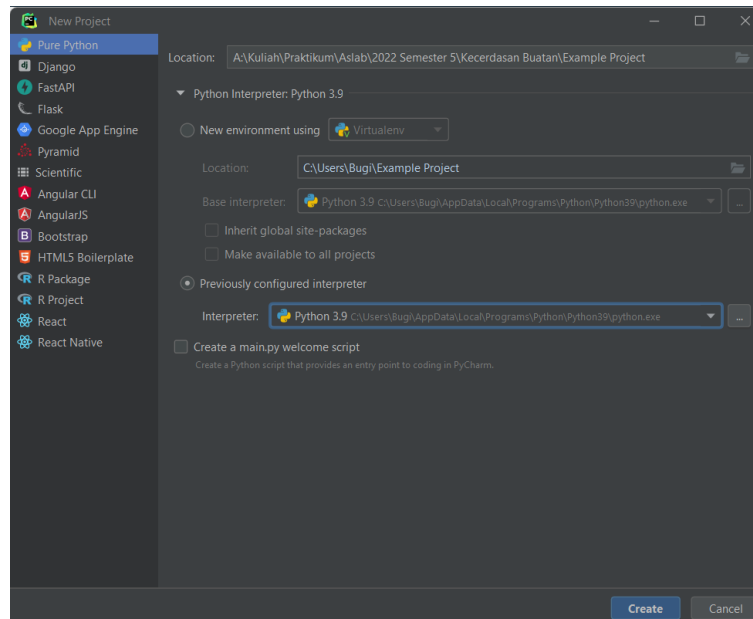 New Project
Pure Python
Django
FastAPI
Flask
Google App Engine
Pyramid
Scientific
Angular CLI
AngularJS
Bootstrap
HTML5 Boilerplate
R Package
R Project
React
React Native
Location: A:\Kuliah\Praktikum\Aslab\2022 Semester 5\Kecerdasan Buatan\Example Project
Python Interpreter: Python 3.9
New environment using Virtualenv
Location: C:\Users\Bugi\Example Project
Base interpreter: Python 3.9 C:\Users\Bugi\AppData\Local\Programs\Python\Python39\python.exe ...
Inherit global site-packages
Make available to all projects
Previously configured interpreter
Interpreter: Python 3.9 C:\Users\Bugi\AppData\Local\Programs\Python\Python39\python.exe ...
Create a main.py welcome script
Create a Python script that provides an entry point to coding in PyCharm.
Create Cancel